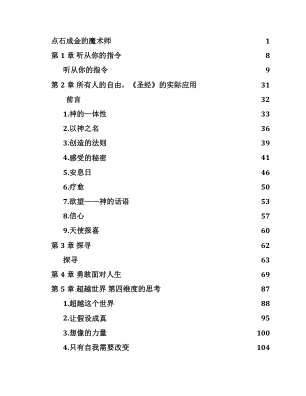 点石成金的魔术师 1
第 1 章 听从你的指令 8
听从你的指令 9
第 2 章 所有人的自由，《圣经》的实际应用 31
前言 32
1.神的一体性 33
2.以神之名 36
3.创造的法则 39
4.感受的秘密 41
5.安息日 46
6.疗愈 50
7.欲望——神的话语 53
8.信心 57
9.天使报喜 60
第 3 章 探寻 62
探寻 63
第 4 章 勇敢面对人生 69
第 5 章 超越世界 第四维度的思考 87
1.超越这个世界 88
2.让假设成真 95
3.想像的力量 100
4.只有自我需要改变 104